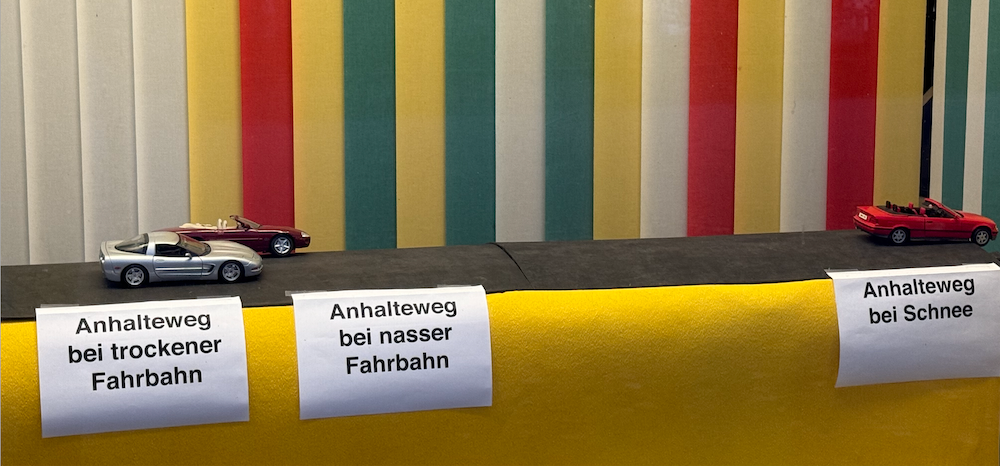 Anhalteweg
bei trockener
Fahrbahn
Anhalteweg
bei nasser
Fahrbahn
Anhalteweg
bei Schnee